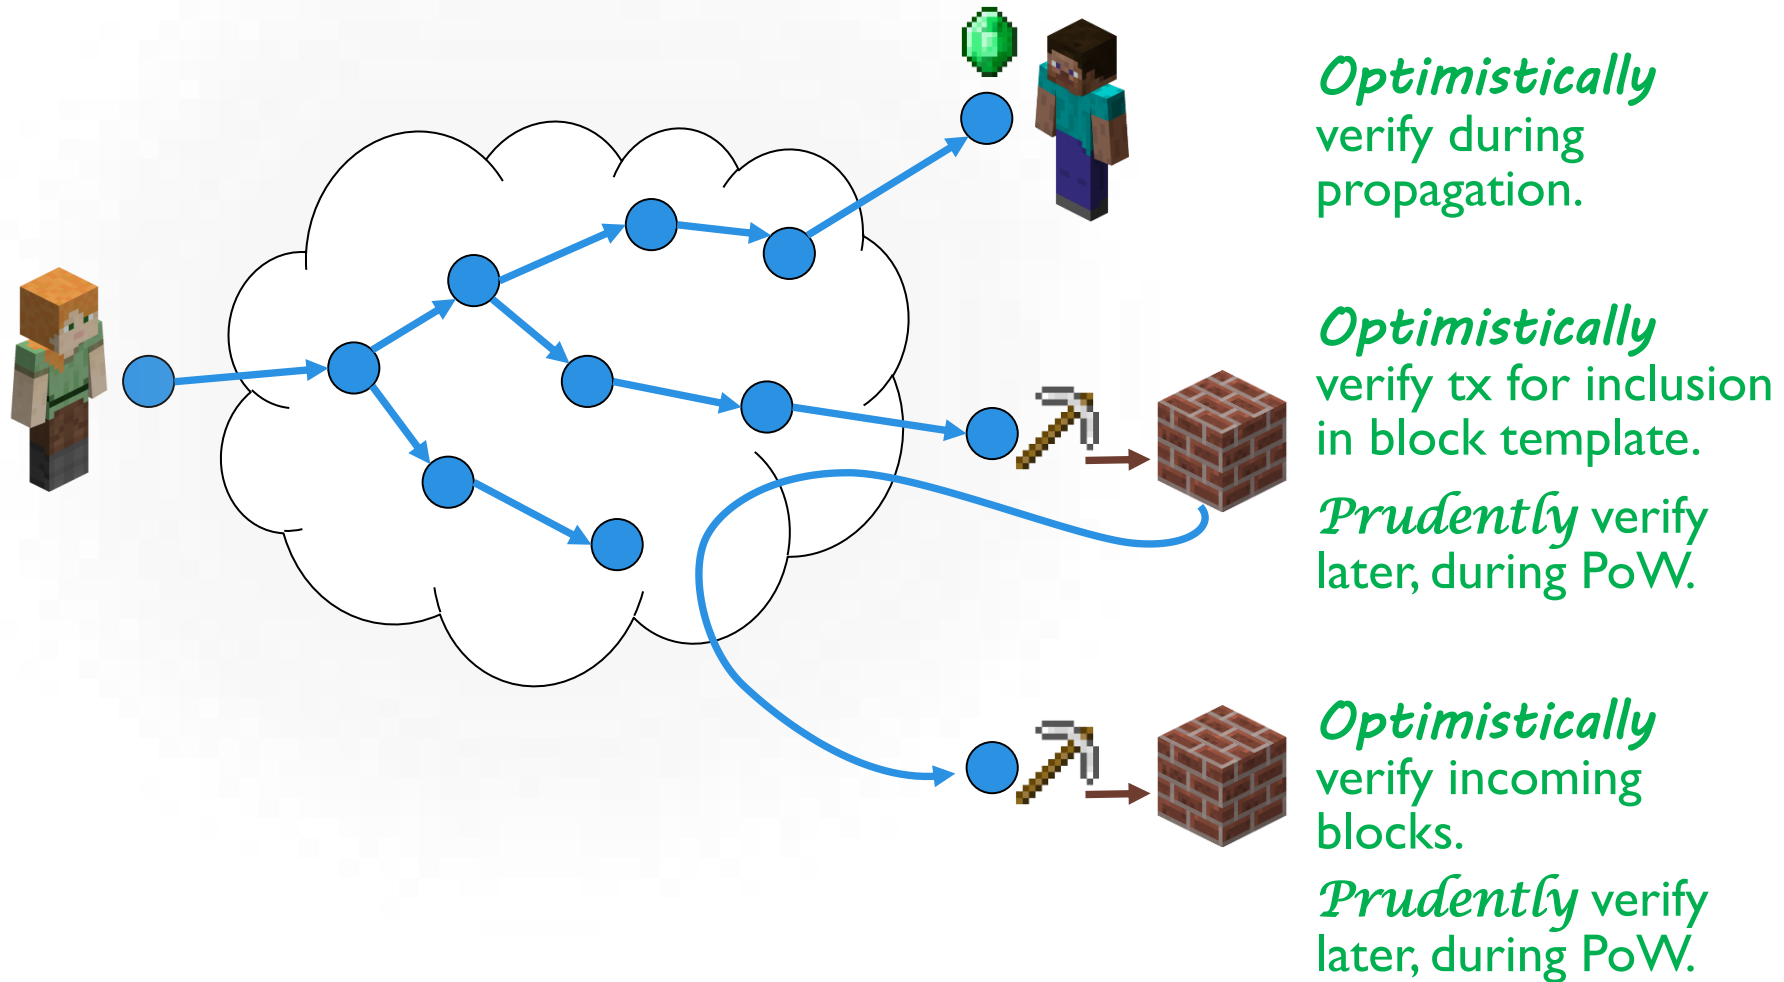 Optimistically
verify during
propagation.
Optimistically
verify tx for inclusion
in block template.
Prudently verify
later, during PoW.
Optimistically
verify incoming
blocks.
Prudently verify
later, during PoW.